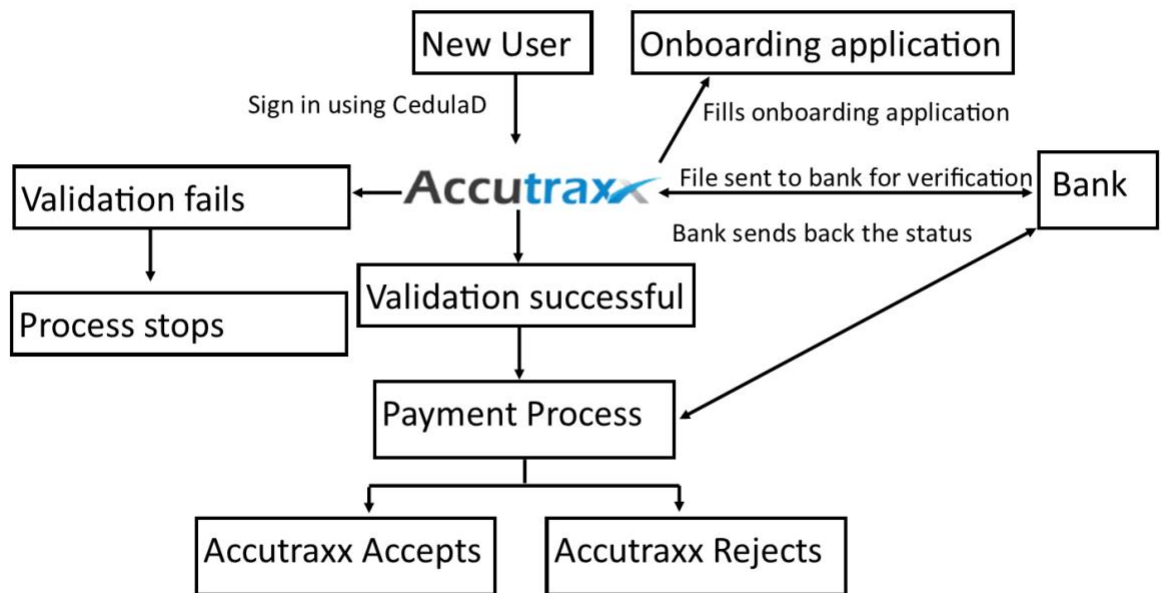 New User
Onboarding application
Sign in using CedulaD
Fills onboarding application
Accutraxx
File sent to bank for verification
Bank
Validation fails
Bank sends back the status
Validation successful
Process stops
Payment Process
Accutraxx Accepts
Accutraxx Rejects